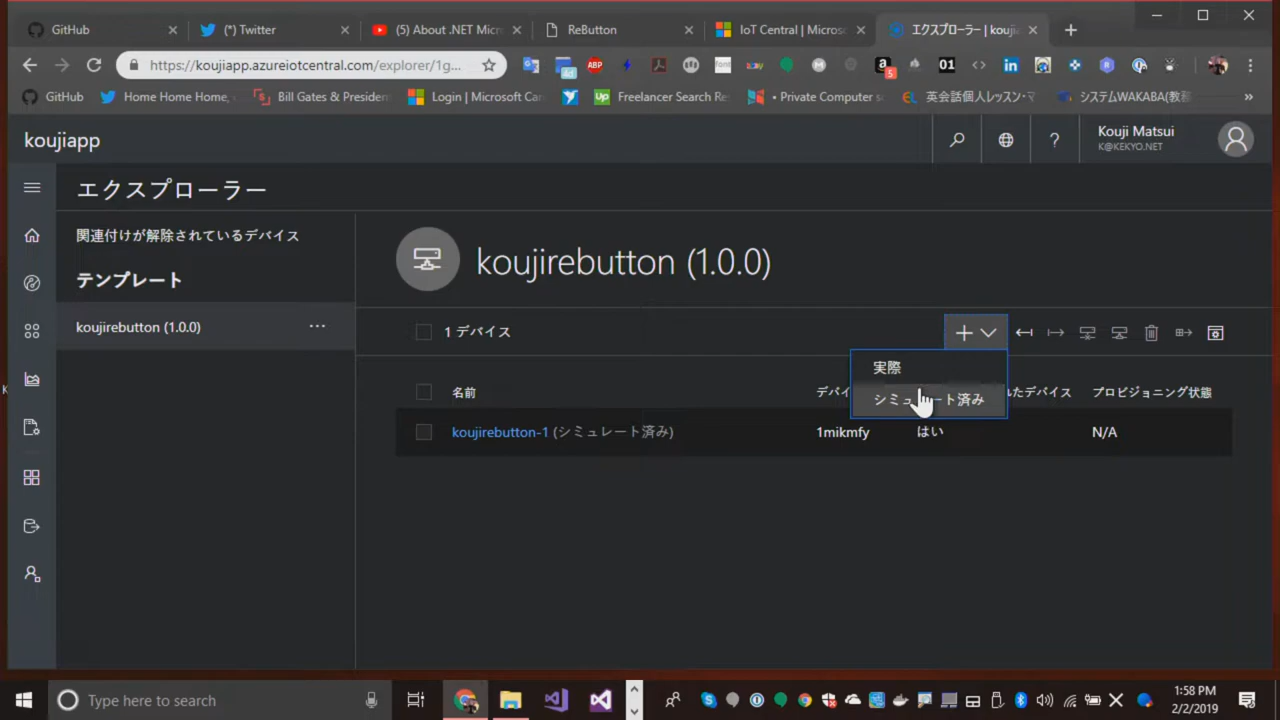 GitHub
(*) Twitter
(5) About .NET Micr
ReButton
IoT Central | Micros
エクスプローラー | kouji
https://koujiapp.azureiotcentral.com/explorer/1g...
GitHub
Home Home Home,
Bill Gates & Presiden
Login | Microsoft Ca
Freelancer Search Re
• Private Computer s
英会話個人レッスン・マ
システムWAKABA(教務
»
koujiapp
?
Kouji Matsui
K@KEKYO.NET
エクスプローラー
関連付けが解除されているデバイス
テンプレート
koujirebutton (1.0.0)
...
koujirebutton (1.0.0)
1 デバイス
実際
シミュレート済み
名前
デバイ
れたデバイス
プロビジョニング状態
koujirebutton-1 (シミュレート済み)
1mikmfy
はい
N/A
Type here to search
1:58 PM
2/2/2019